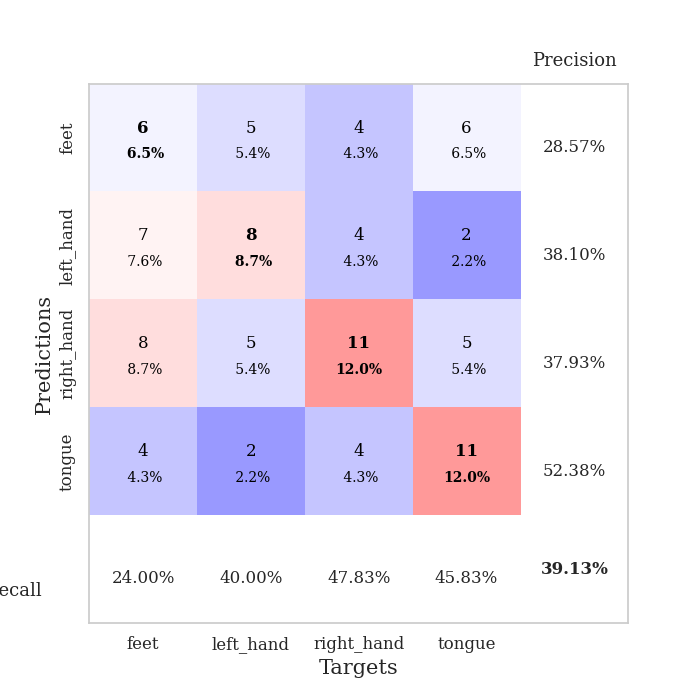 Precision
feet 6 5 4 6 28.57%
6.5% 5.4% 4.3% 6.5%
left_hand 7 8 4 2 38.10%
7.6% 8.7% 4.3% 2.2%
Predictions
right_hand 8 5 11 5 37.93%
8.7% 5.4% 12.0% 5.4%
tongue 4 2 4 11 52.38%
4.3% 2.2% 4.3% 12.0%
ecall 24.00% 40.00% 47.83% 45.83% 39.13%
feet left_hand right_hand tongue
Targets